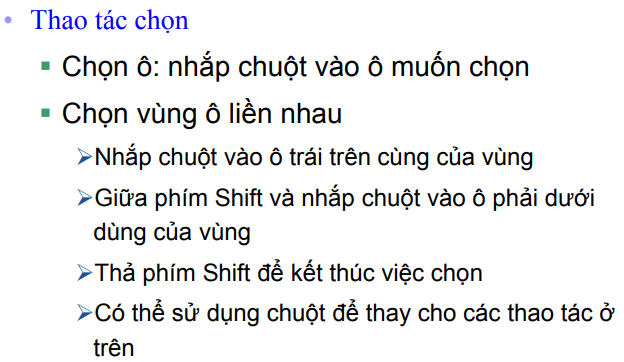 • Thao tác chọn
▪ Chọn ô: nhắp chuột vào ô muốn chọn
▪ Chọn vùng ô liền nhau
➢Nhắp chuột vào ô trái trên cùng của vùng
➢Giữa phím Shift và nhắp chuột vào ô phải dưới
dùng của vùng
➢Thả phím Shift để kết thúc việc chọn
➢Có thể sử dụng chuột để thay cho các thao tác ở
trên